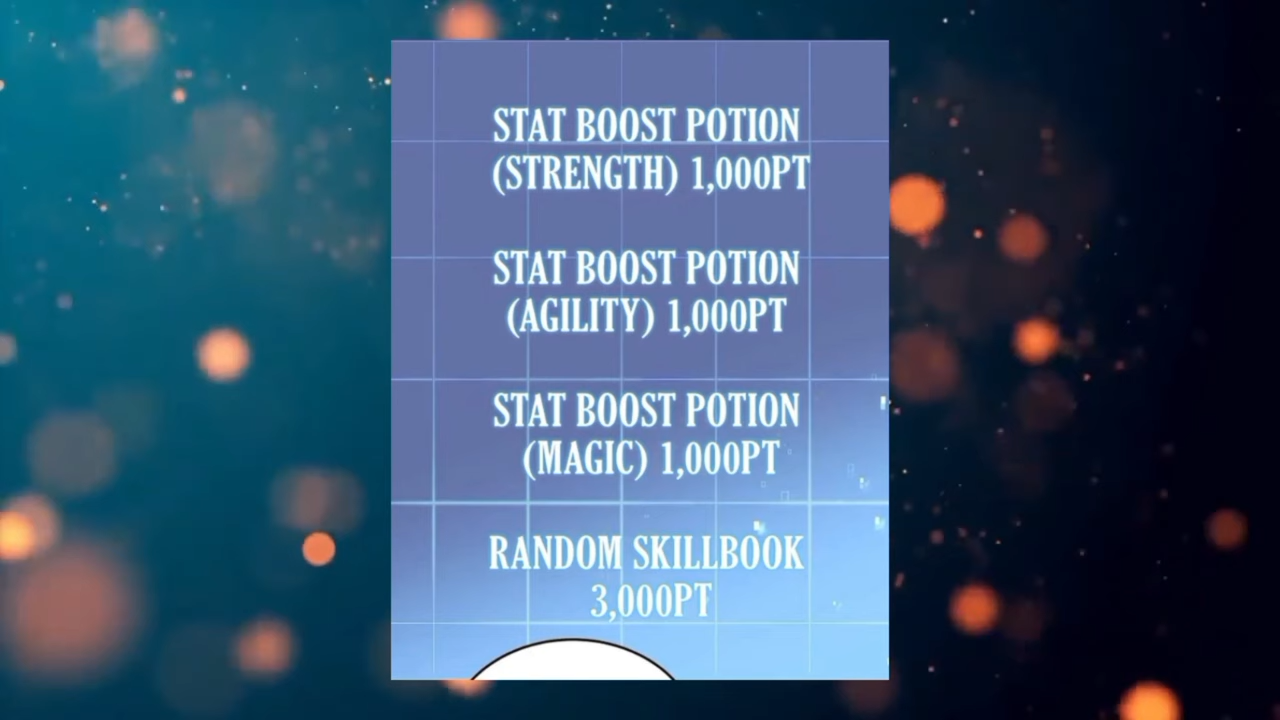 STAT BOOST POTION
(STRENGTH) 1,000PT
STAT BOOST POTION
(AGILITY) 1,000PT
STAT BOOST POTION
(MAGIC) 1,000PT
RANDOM SKILLBOOK
3,000PT